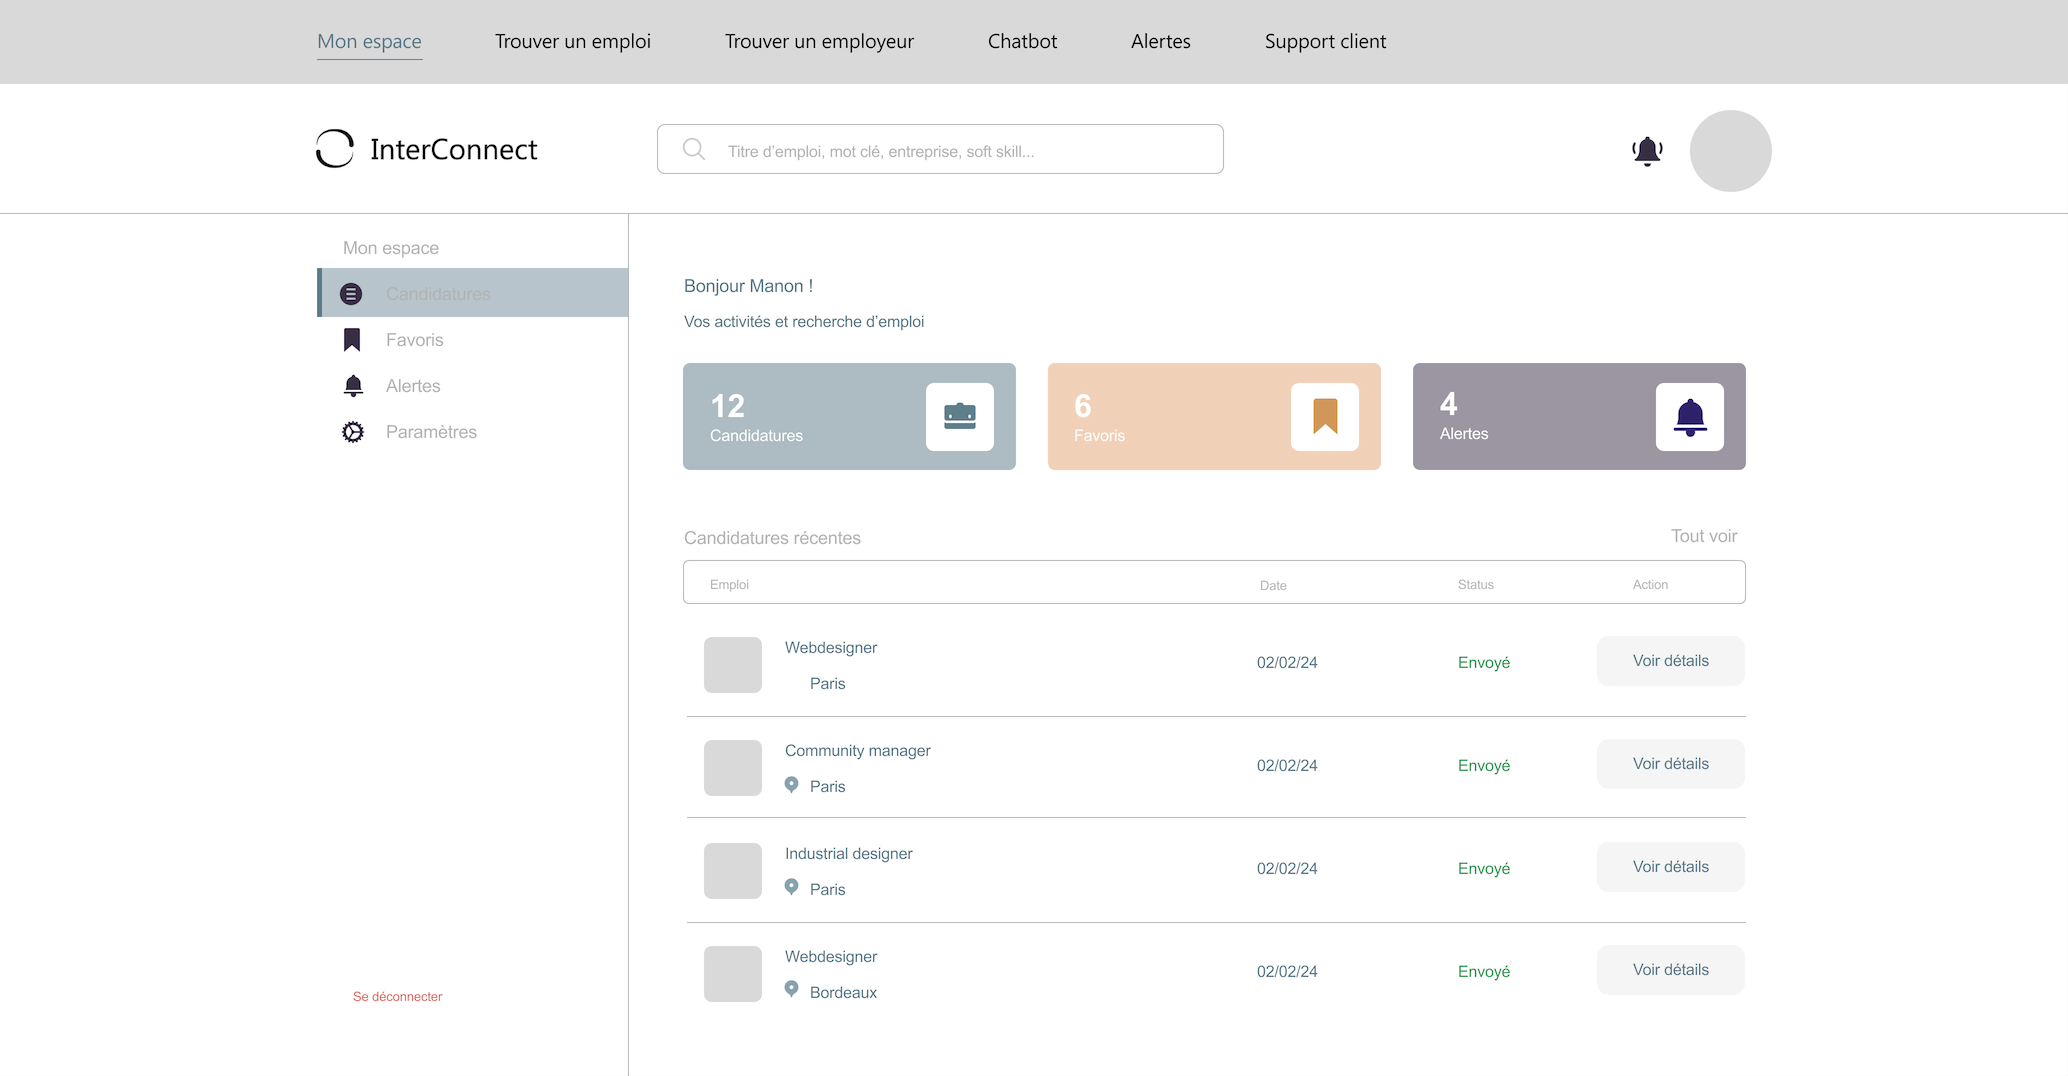 Mon espace
Trouver un emploi
Trouver un employeur
Chatbot
Alertes
Support client
InterConnect
Titre d’emploi, mot clé, entreprise, soft skill...
Mon espace
Candidatures
Favoris
Alertes
Paramètres
Se déconnecter
Bonjour Manon !
Vos activités et recherche d’emploi
12
Candidatures
6
Favoris
4
Alertes
Candidatures récentes
Tout voir
Emploi
Date
Status
Action
Webdesigner
Paris
02/02/24
Envoyé
Voir détails
Community manager
Paris
02/02/24
Envoyé
Voir détails
Industrial designer
Paris
02/02/24
Envoyé
Voir détails
Webdesigner
Bordeaux
02/02/24
Envoyé
Voir détails